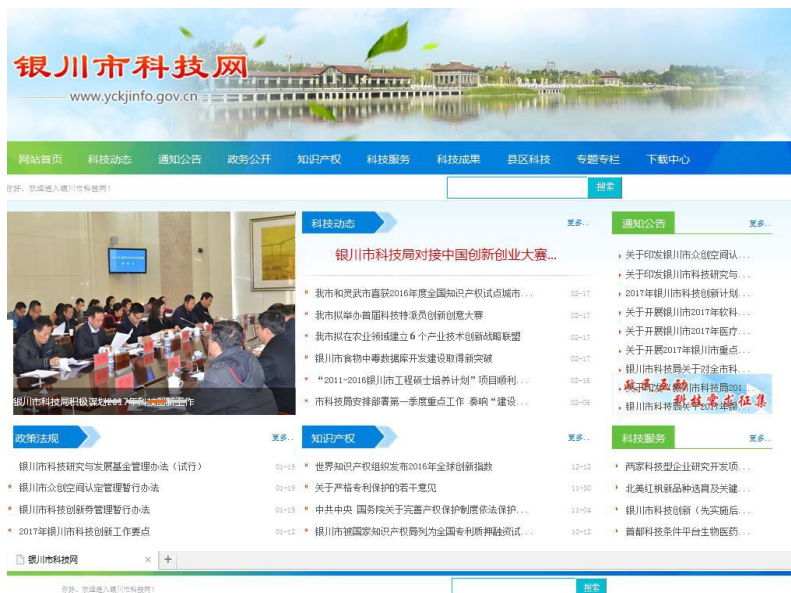 银川市科技网
www.yckjinfo.gov.cn
网站首页 科技动态 通知公告 政务公开 知识产权 科技服务 科技成果 县区科技 专题专栏 下载中心
你好，欢迎进入银川市科技网！
搜索
科技动态 更多..
银川市科技局对接中国创新创业大赛...
我市和灵武市喜获2016年度全国知识产权试点城市... 02-17
我市拟举办首届科技特派员创新创意大赛 02-17
我市拟在农业领域建立6个产业技术创新战略联盟 02-17
银川市食物中毒数据库开发建设取得新突破 02-17
“2011-2016银川市工程硕士培养计划”项目顺利... 02-16
市科技局安排部署第一季度重点工作 奏响“建设... 02-06
银川市科技局积极谋划2017年科技创新工作
通知公告 更多..
关于印发银川市众创空间认...
关于印发银川市科技研究与...
2017年银川市科技创新计划...
关于开展银川市2017年软科...
关于开展银川市2017年医疗...
关于开展2017年银川市重点...
银川市科技局关于对全市科...
银川市科技局关于2017年银...
科技需求征集
政策法规 更多..
银川市科技研究与发展基金管理办法（试行） 01-19
银川市众创空间认定管理暂行办法 01-19
银川市科技创新券管理暂行办法 01-19
2017年银川市科技创新工作要点 01-12
知识产权 更多..
世界知识产权组织发布2016年全球创新指数 12-12
关于严格专利保护的若干意见 11-30
中共中央 国务院关于完善产权保护制度依法保护... 11-04
银川市被国家知识产权局列为全国专利质押融资试... 10-12
科技服务 更多..
两家科技型企业研究开发项...
北美红枫新品种选育及关键...
银川市科技创新（先实施后...
首都科技条件平台生物医药...
银川市科技网 × +
你好，欢迎进入银川市科技网！
搜索